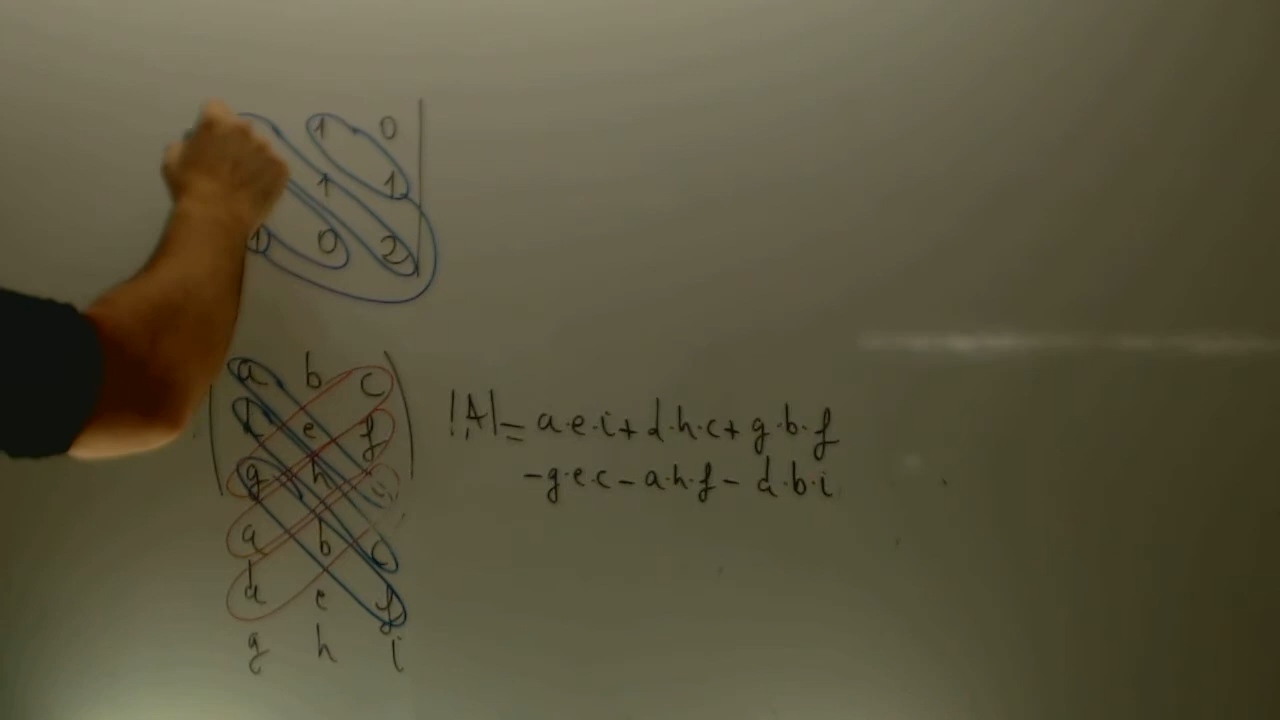 1 0
1 1
1 0 2
a b c
d e f
g h i
a b c
d e f
g h i
|A|= a·e·i+ d·h·c+ g·b·f
-g·e·c - a·h·f - d·b·i